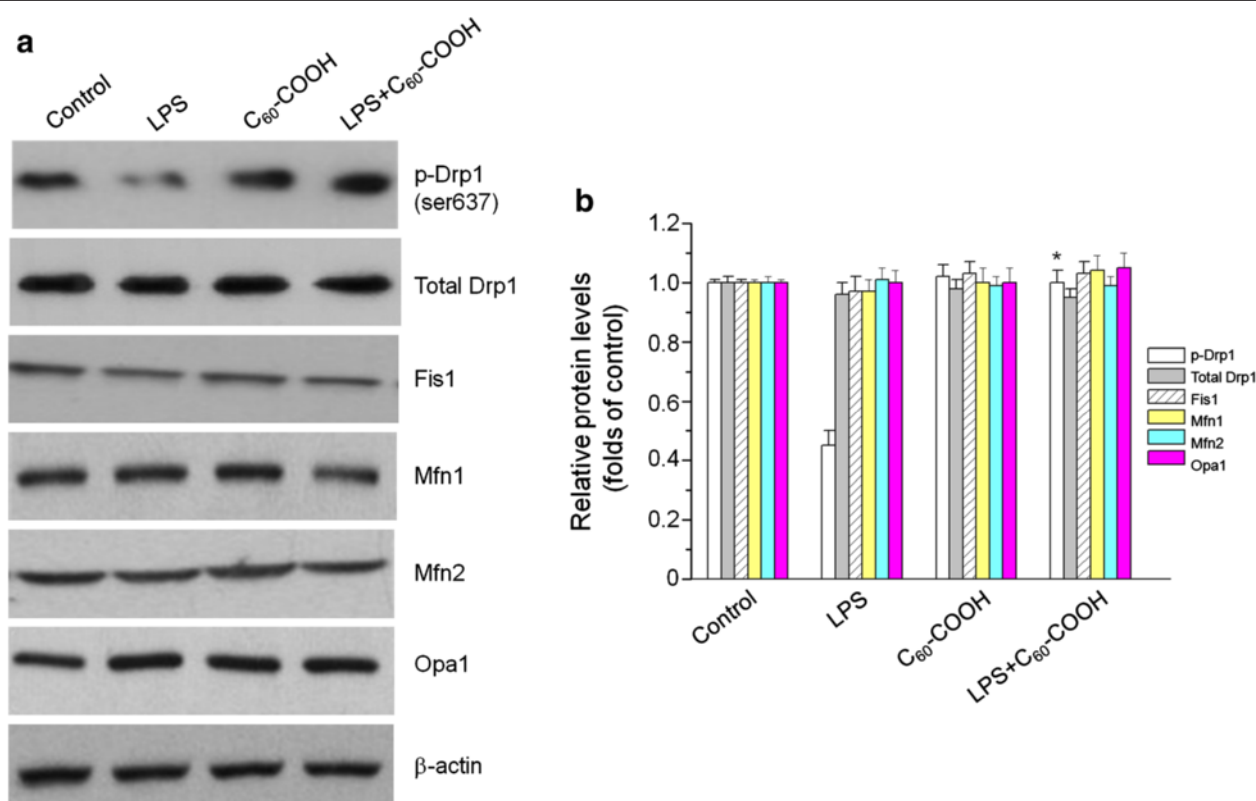 a
Control
LPS
C₆₀-COOH
LPS+C₆₀-COOH
p-Drp1
(ser637)
Total Drp1
Fis1
Mfn1
Mfn2
Opa1
β-actin
b
Relative protein levels
(folds of control)
1.2
1.0
0.8
0.6
0.4
0.2
0
*
Control
LPS
C₆₀-COOH
LPS+C₆₀-COOH
p-Drp1
Total Drp1
Fis1
Mfn1
Mfn2
Opa1